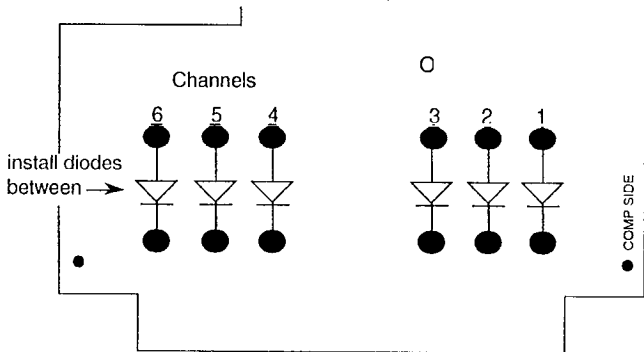 Channels
6 5 4 3 2 1
install diodes
between
COMP SIDE